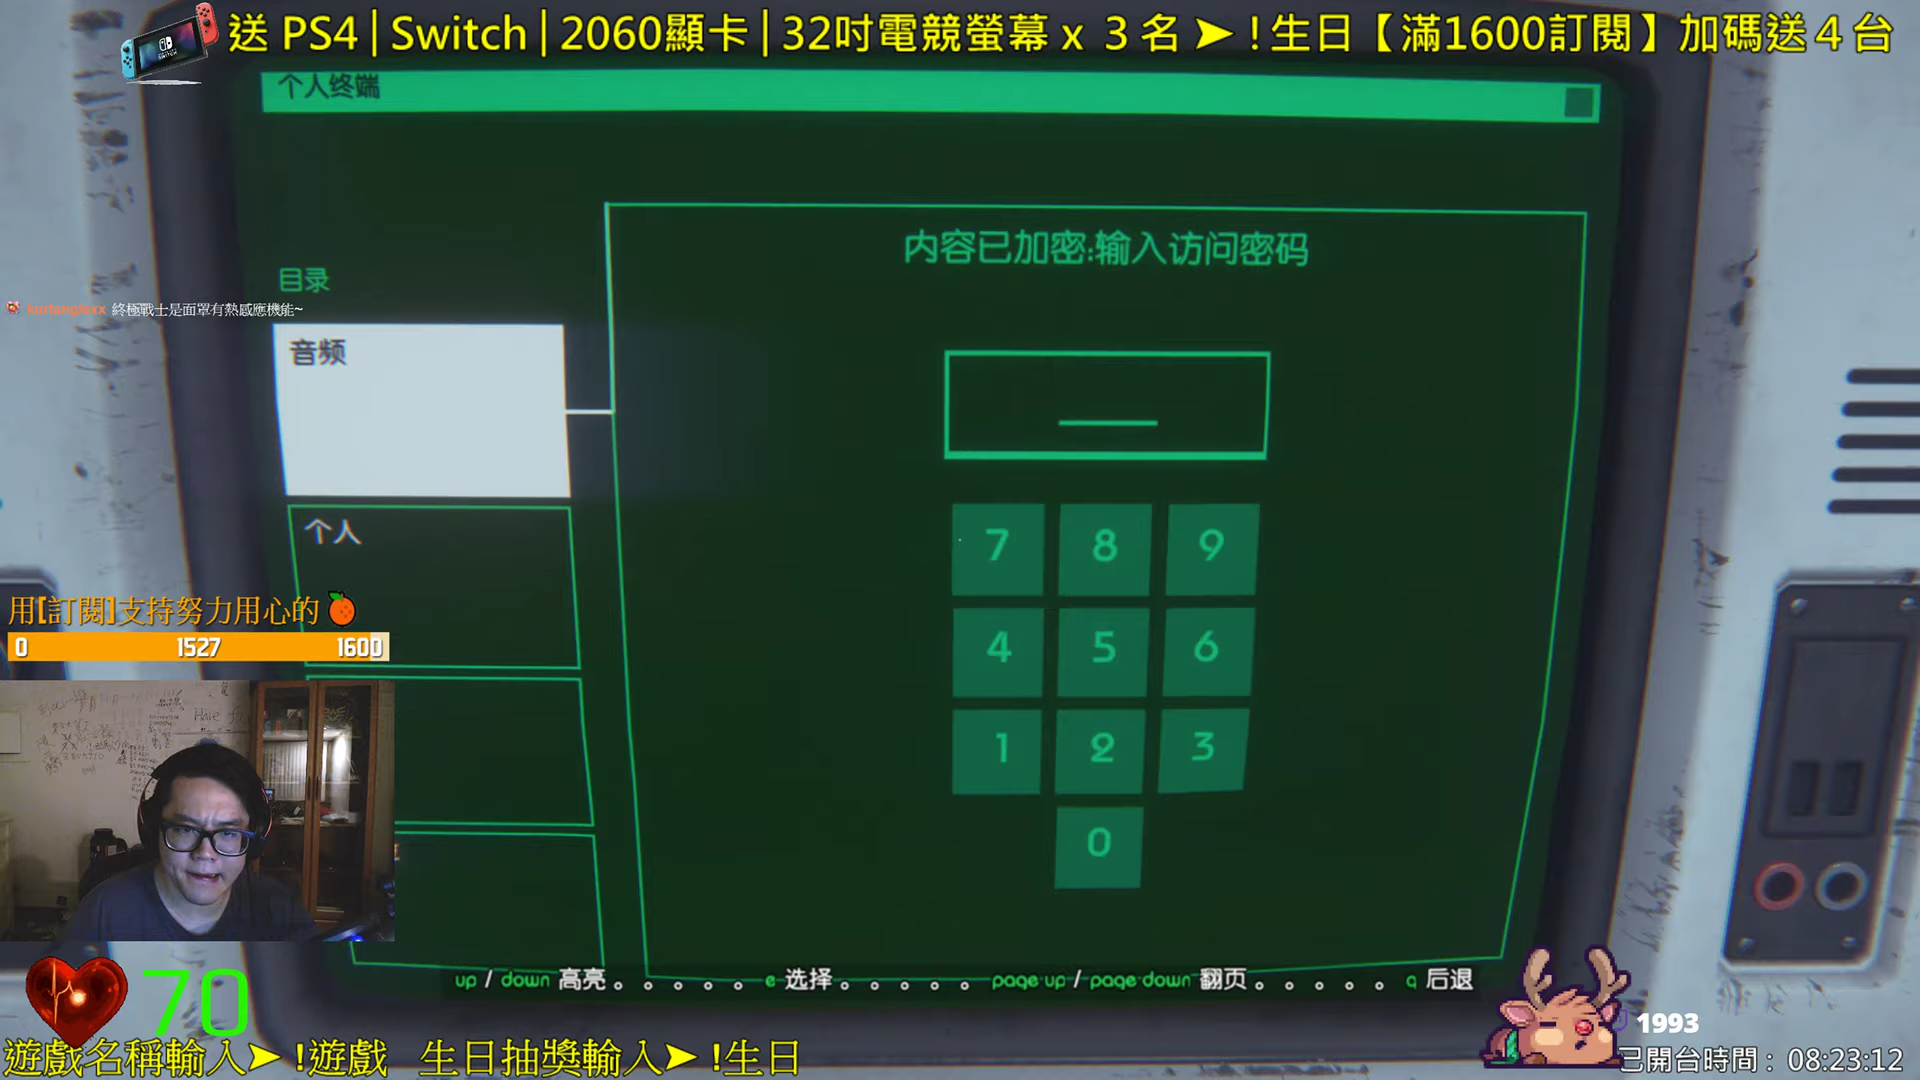 送 PS4 | Switch | 2060顯卡 | 32吋電競螢幕 x 3 名 ➤ ! 生日【滿1600訂閱】加碼送 4 台
个人终端
内容已加密:输入访问密码
目录
終極戰士是面罩有熱感應機能~
音频
个人
7 8 9
4 5 6
1 2 3
0
用[訂閱]支持努力用心的
0 1527 1600
up / down 高亮。。。。。。e 选择。。。。。。page up / page down 翻页。。。。。。q 后退
70
1993
遊戲名稱輸入➤ !遊戲 生日抽獎輸入➤ !生日
已開台時間： 08:23:12